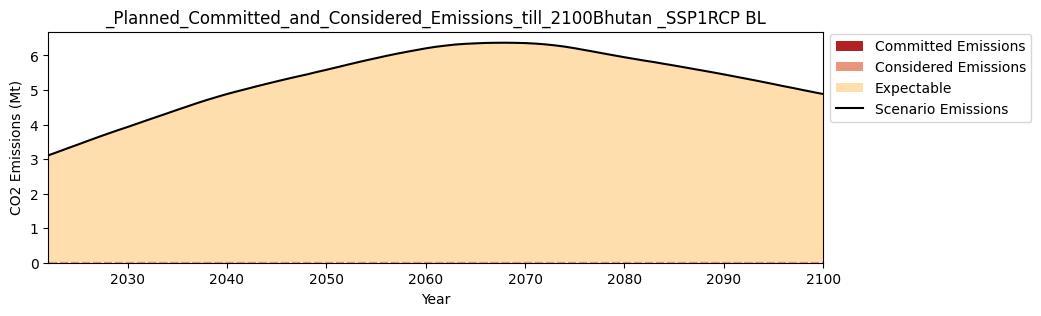 _Planned_Committed_and_Considered_Emissions_till_2100Bhutan _SSP1RCP BL
CO2 Emissions (Mt)
6
5
4
3
2
1
0
2030 2040 2050 2060 2070 2080 2090 2100
Year
Committed Emissions
Considered Emissions
Expectable
Scenario Emissions